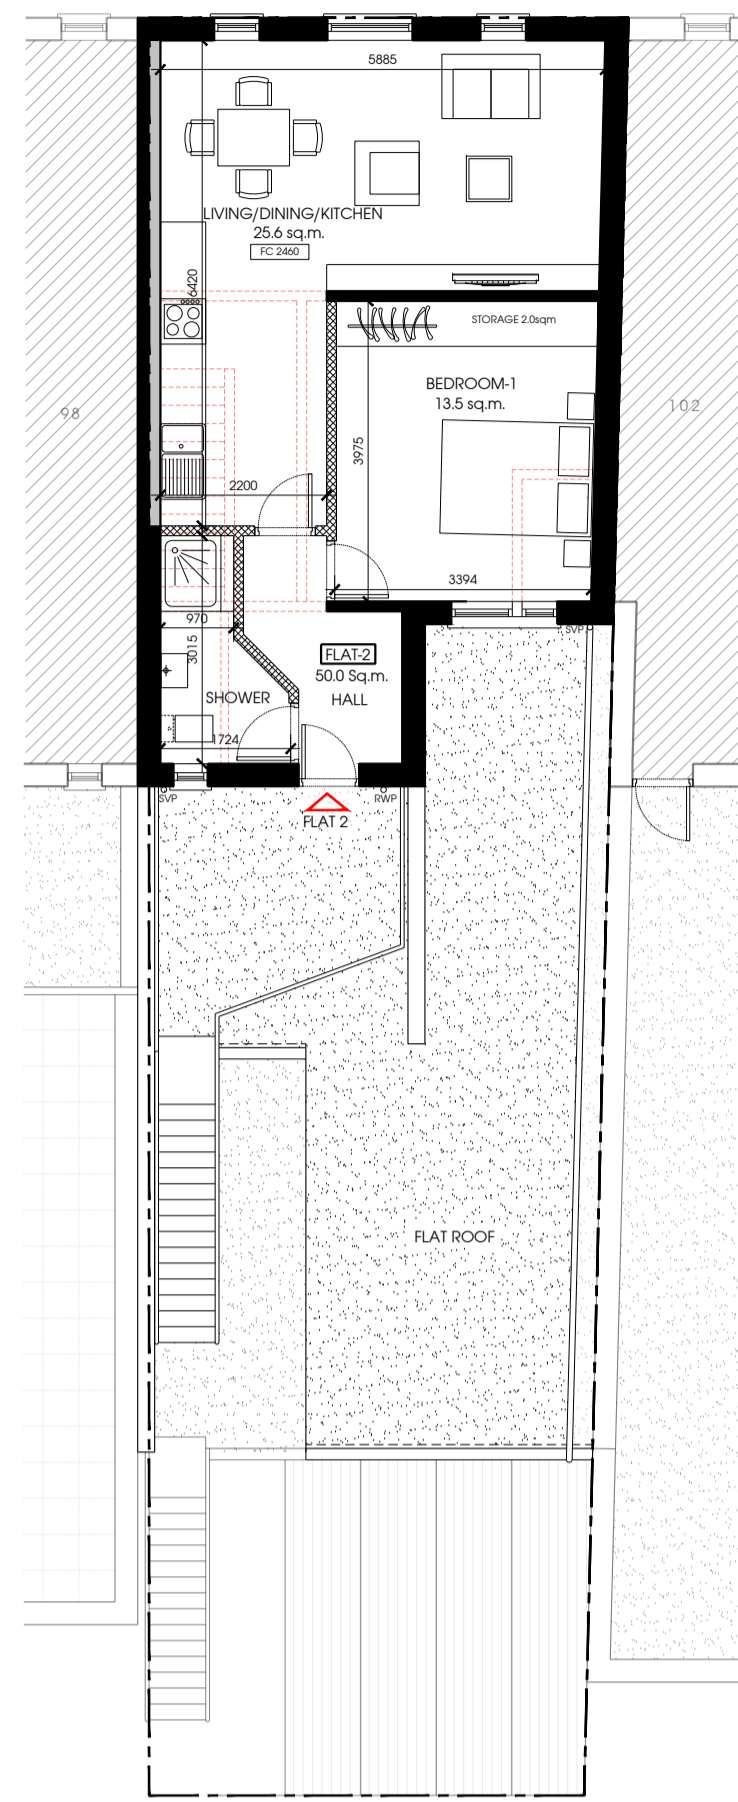 5885
LIVING/DINING/KITCHEN
25.6 sq.m.
FC 2460
6420
STORAGE 2.0sqm
BEDROOM-1
13.5 sq.m.
98
102
3975
2200
3394
970
3015
FLAT-2
50.0 Sq.m.
SVP
SHOWER
HALL
1724
SVP
RWP
FLAT 2
FLAT ROOF